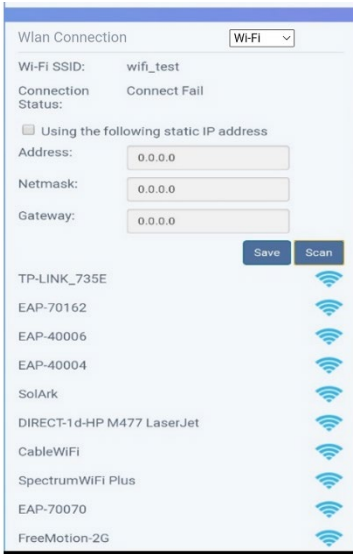 Wlan Connection Wi-Fi
Wi-Fi SSID: wifi_test
Connection Status: Connect Fail
Using the following static IP address
Address: 0.0.0.0
Netmask: 0.0.0.0
Gateway: 0.0.0.0
Save Scan
TP-LINK_735E
EAP-70162
EAP-40006
EAP-40004
SolArk
DIRECT-1d-HP M477 LaserJet
CableWiFi
SpectrumWiFi Plus
EAP-70070
FreeMotion-2G